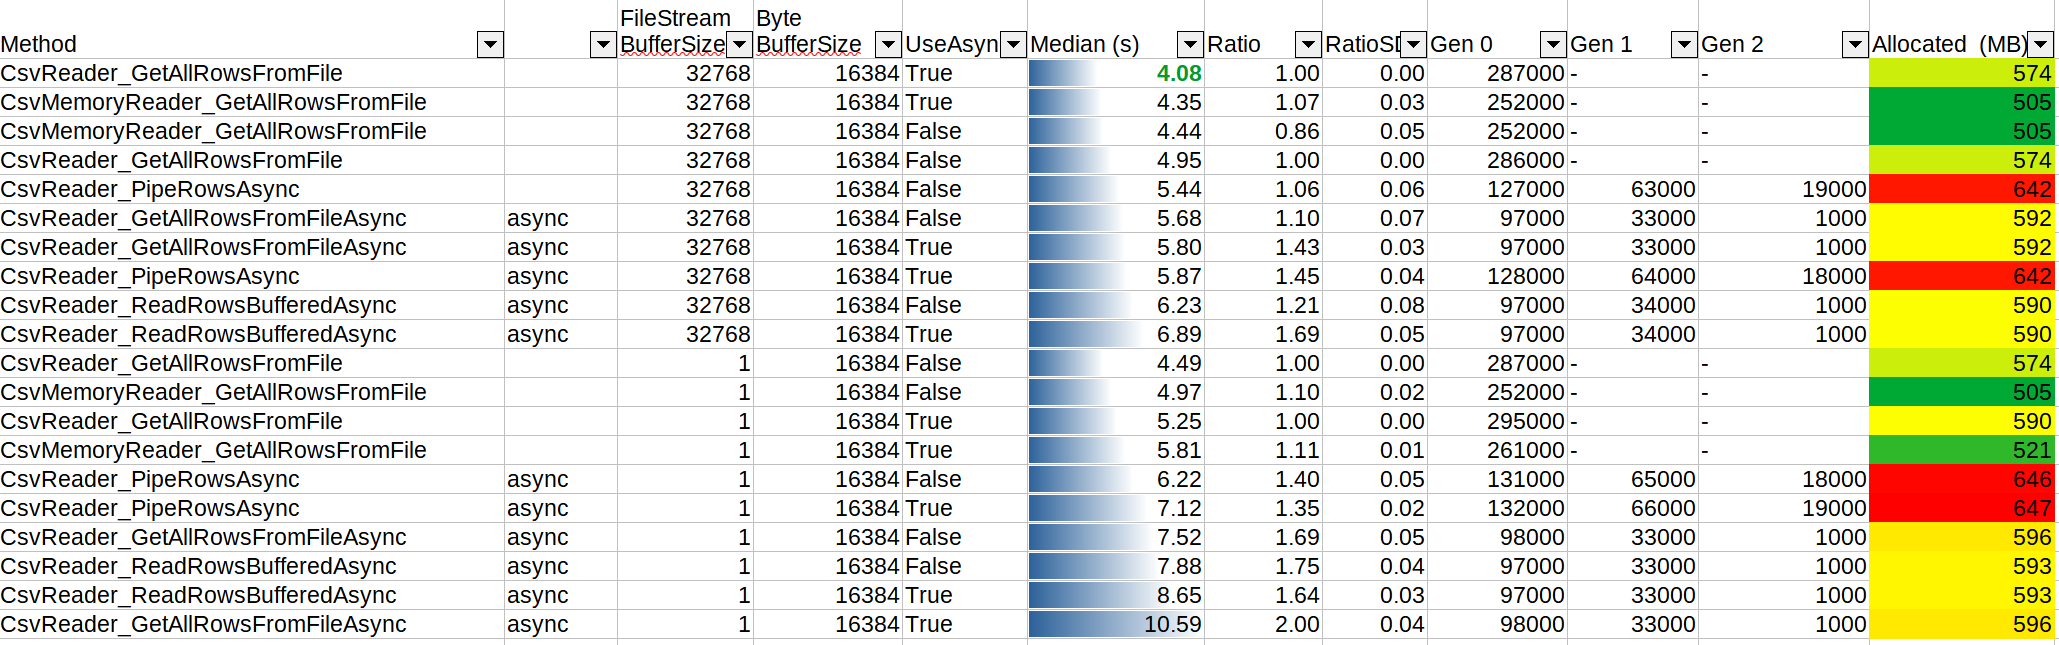 FileStream Byte
Method BufferSize BufferSize UseAsyn Median (s) Ratio RatioSD Gen 0 Gen 1 Gen 2 Allocated (MB)
CsvReader_GetAllRowsFromFile 32768 16384 True 4.08 1.00 0.00 287000 - - 574
CsvMemoryReader_GetAllRowsFromFile 32768 16384 True 4.35 1.07 0.03 252000 - - 505
CsvMemoryReader_GetAllRowsFromFile 32768 16384 False 4.44 0.86 0.05 252000 - - 505
CsvReader_GetAllRowsFromFile 32768 16384 False 4.95 1.00 0.00 286000 - - 574
CsvReader_PipeRowsAsync 32768 16384 False 5.44 1.06 0.06 127000 63000 19000 642
CsvReader_GetAllRowsFromFileAsync async 32768 16384 False 5.68 1.10 0.07 97000 33000 1000 592
CsvReader_GetAllRowsFromFileAsync async 32768 16384 True 5.80 1.43 0.03 97000 33000 1000 592
CsvReader_PipeRowsAsync async 32768 16384 True 5.87 1.45 0.04 128000 64000 18000 642
CsvReader_ReadRowsBufferedAsync async 32768 16384 False 6.23 1.21 0.08 97000 34000 1000 590
CsvReader_ReadRowsBufferedAsync async 32768 16384 True 6.89 1.69 0.05 97000 34000 1000 590
CsvReader_GetAllRowsFromFile 1 16384 False 4.49 1.00 0.00 287000 - - 574
CsvMemoryReader_GetAllRowsFromFile 1 16384 False 4.97 1.10 0.02 252000 - - 505
CsvReader_GetAllRowsFromFile 1 16384 True 5.25 1.00 0.00 295000 - - 590
CsvMemoryReader_GetAllRowsFromFile 1 16384 True 5.81 1.11 0.01 261000 - - 521
CsvReader_PipeRowsAsync async 1 16384 False 6.22 1.40 0.05 131000 65000 18000 646
CsvReader_PipeRowsAsync async 1 16384 True 7.12 1.35 0.02 132000 66000 19000 647
CsvReader_GetAllRowsFromFileAsync async 1 16384 False 7.52 1.69 0.05 98000 33000 1000 596
CsvReader_ReadRowsBufferedAsync async 1 16384 False 7.88 1.75 0.04 97000 33000 1000 593
CsvReader_ReadRowsBufferedAsync async 1 16384 True 8.65 1.64 0.03 97000 33000 1000 593
CsvReader_GetAllRowsFromFileAsync async 1 16384 True 10.59 2.00 0.04 98000 33000 1000 596